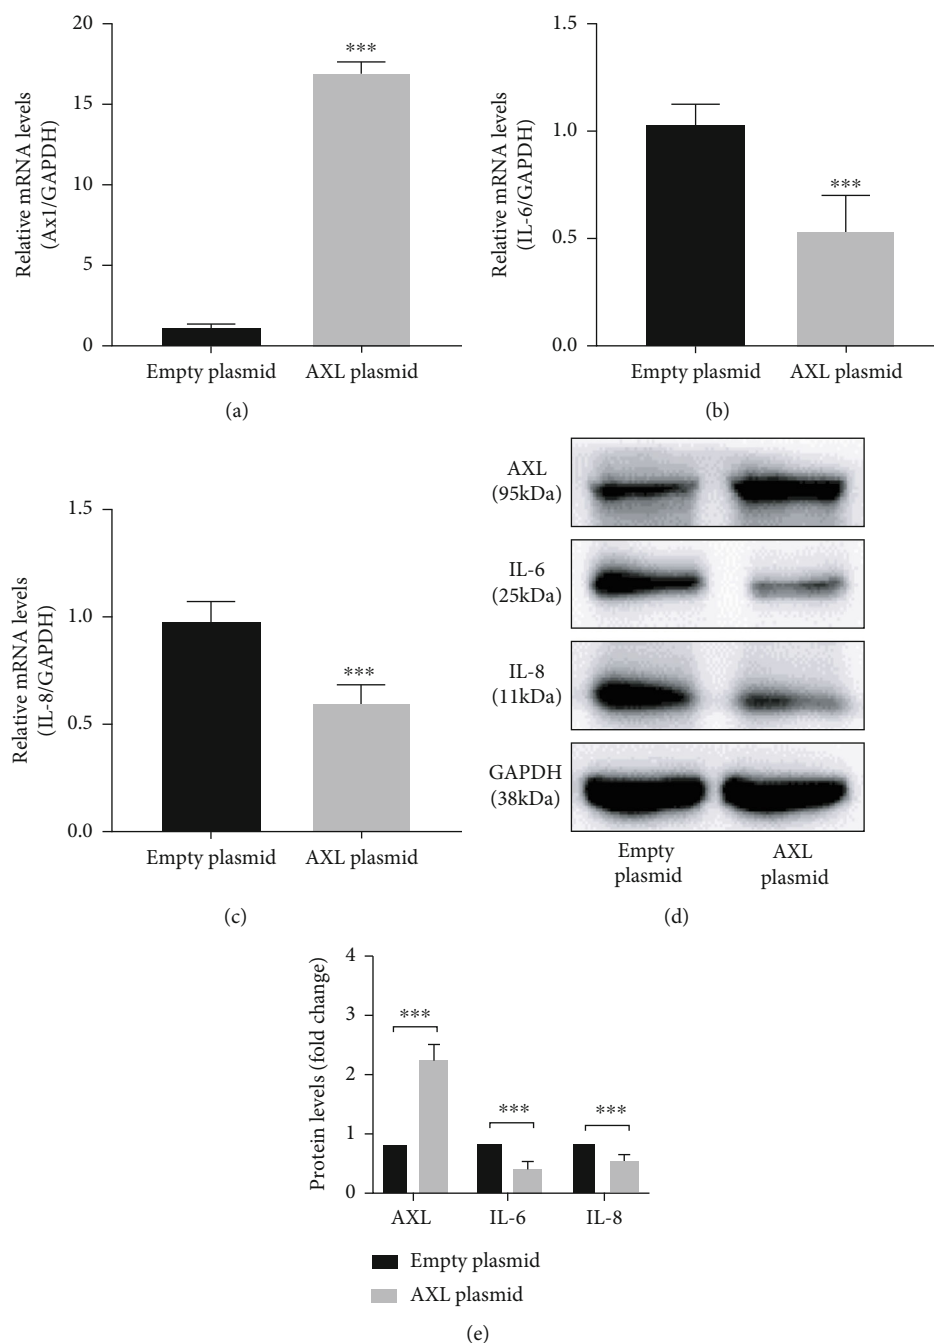 20
15
10
5
0
Relative mRNA levels
(Ax1/GAPDH)
***
Empty plasmid
AXL plasmid
(a)
1.5
1.0
0.5
0.0
Relative mRNA levels
(IL-6/GAPDH)
***
Empty plasmid
AXL plasmid
(b)
1.5
1.0
0.5
0.0
Relative mRNA levels
(IL-8/GAPDH)
***
Empty plasmid
AXL plasmid
(c)
AXL
(95kDa)
IL-6
(25kDa)
IL-8
(11kDa)
GAPDH
(38kDa)
Empty
plasmid
AXL
plasmid
(d)
4
3
2
1
0
Protein levels (fold change)
***
***
***
AXL
IL-6
IL-8
Empty plasmid
AXL plasmid
(e)